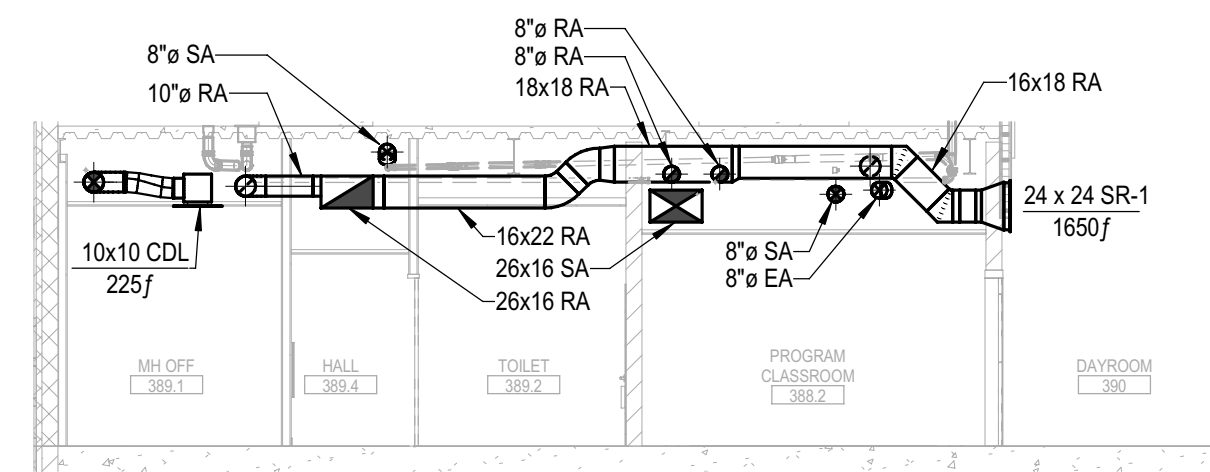 8"ø RA
8"ø SA
8"ø RA
10"ø RA
18x18 RA
16x18 RA
24 x 24 SR-1
1650ƒ
10x10 CDL
225ƒ
16x22 RA
26x16 SA
26x16 RA
8"ø SA
8"ø EA
MH OFF
389.1
HALL
389.4
TOILET
389.2
PROGRAM
CLASSROOM
388.2
DAYROOM
390